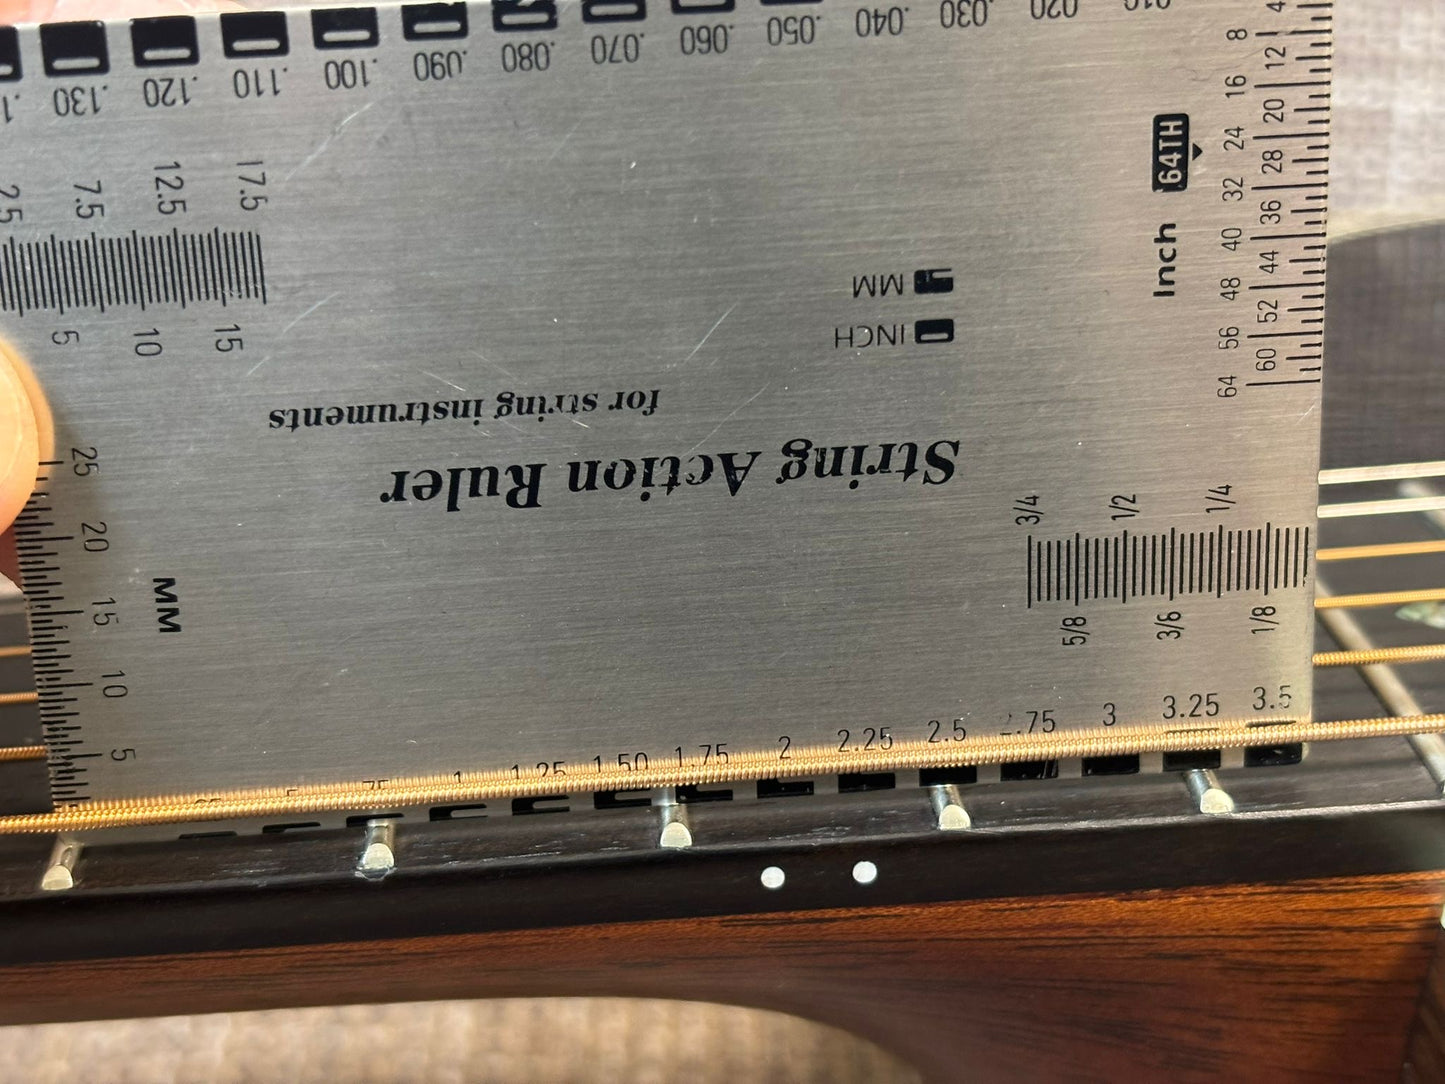 .130 .120 .110 .100 .090 .080 .070 .060 .050 .040 .030 .020
7.5 12.5 17.5
5 10 15
8 16 24 32 40 48 56 64
4 12 20 28 36 44 52 60
Inch 64TH
MM
INCH
for string instruments
String Action Ruler
25 20 15 10 5
MM
3/4 1/2 1/4
5/8 3/6 1/8
1 1.25 1.50 1.75 2 2.25 2.5 3 3.25 3.5